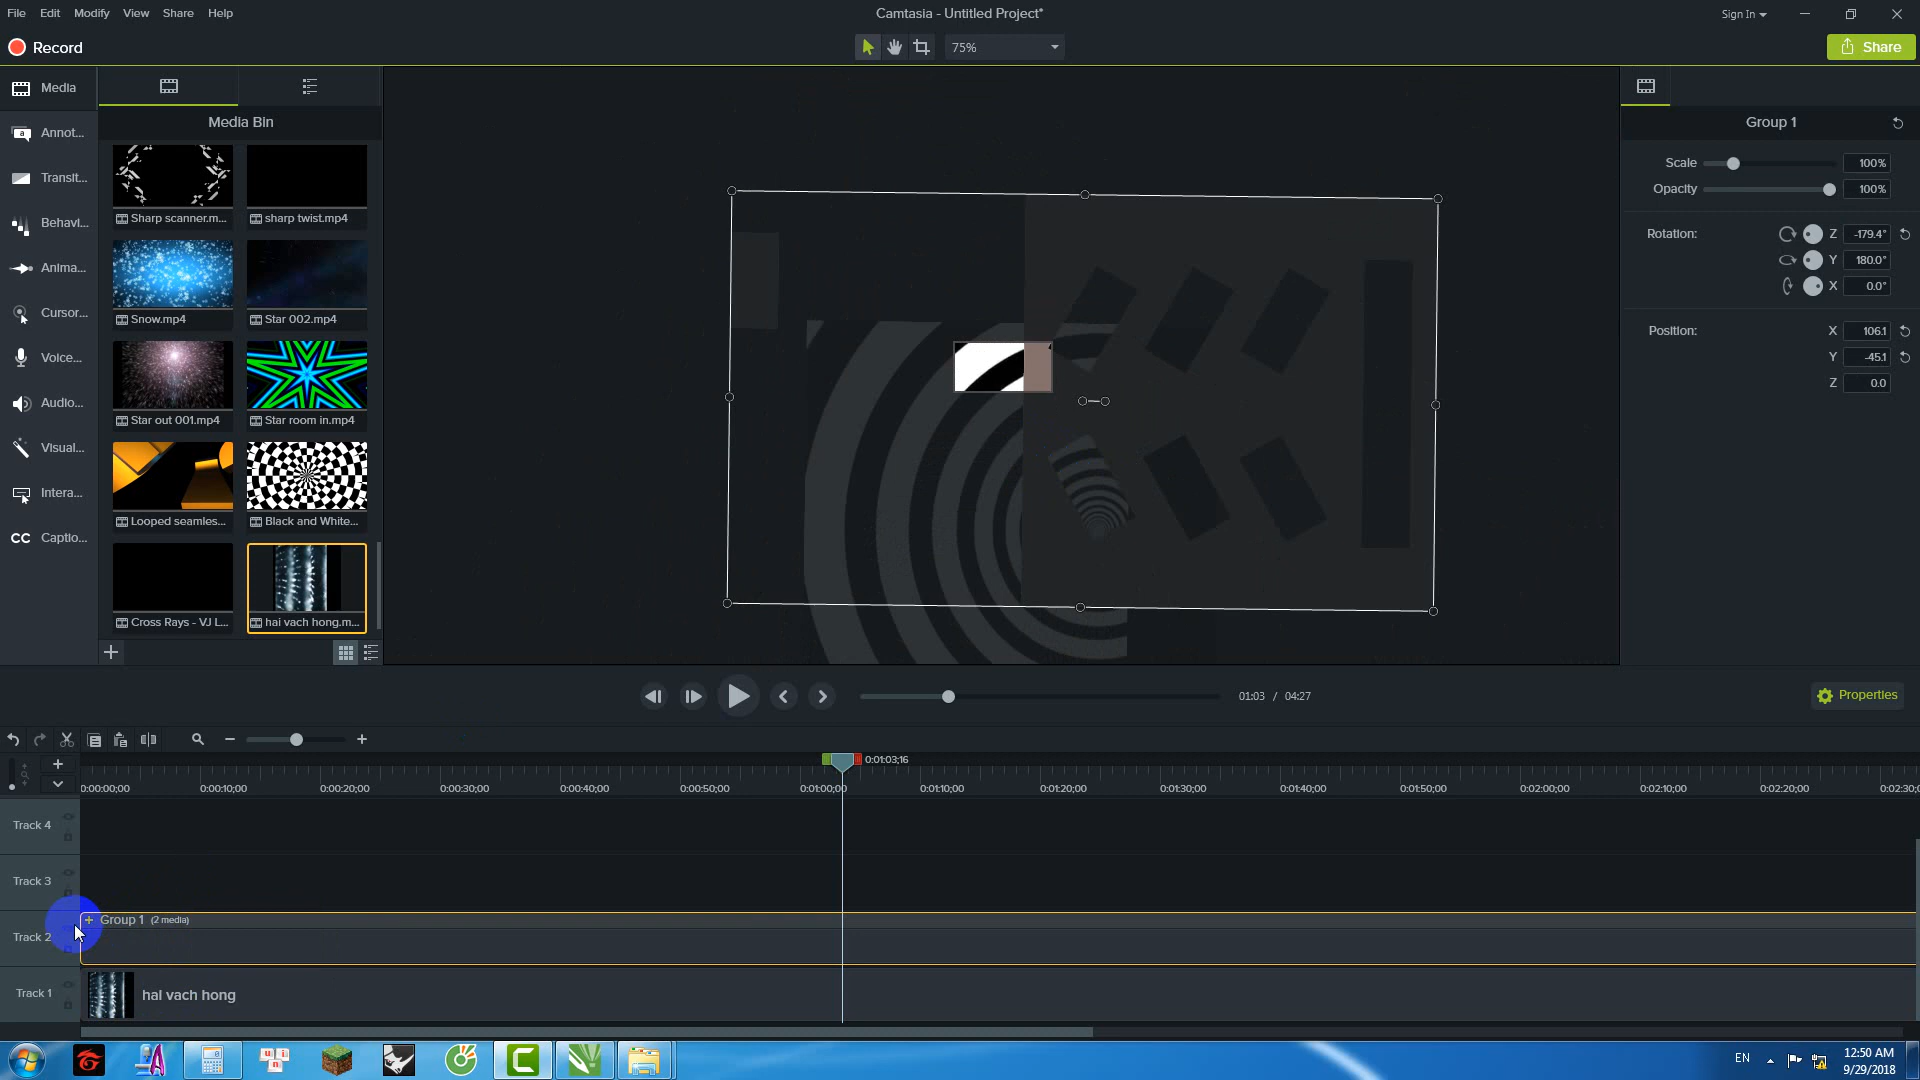 File Edit Modify View Share Help
Camtasia - Untitled Project*
Sign In
Record
75%
Share
Media
Annot...
Transit...
Behavi...
Anima...
Cursor...
Voice...
Audio...
Visual...
Intera...
CC Captio...
Media Bin
Sharp scanner.m... sharp twist.mp4
Snow.mp4 Star 002.mp4
Star out 001.mp4 Star room in.mp4
Looped seamles... Black and White...
Cross Rays - VJ L... hai vach hong.m...
Group 1
Scale 100%
Opacity 100%
Rotation: Z -179.4°
Y 180.0°
X 0.0°
Position: X 106.1
Y -45.1
Z 0.0
01:03 / 04:27
Properties
0:01:03;16
0:00:00;00 0:00:10;00 0:00:20;00 0:00:30;00 0:00:40;00 0:00:50;00 0:01:00;00 0:01:10;00 0:01:20;00 0:01:30;00 0:01:40;00 0:01:50;00 0:02:00;00 0:02:10;00 0:02:20;00 0:02:30;0
Track 4
Track 3
Track 2
+ Group 1 (2 media)
Track 1
hai vach hong
EN
12:50 AM
9/29/2018